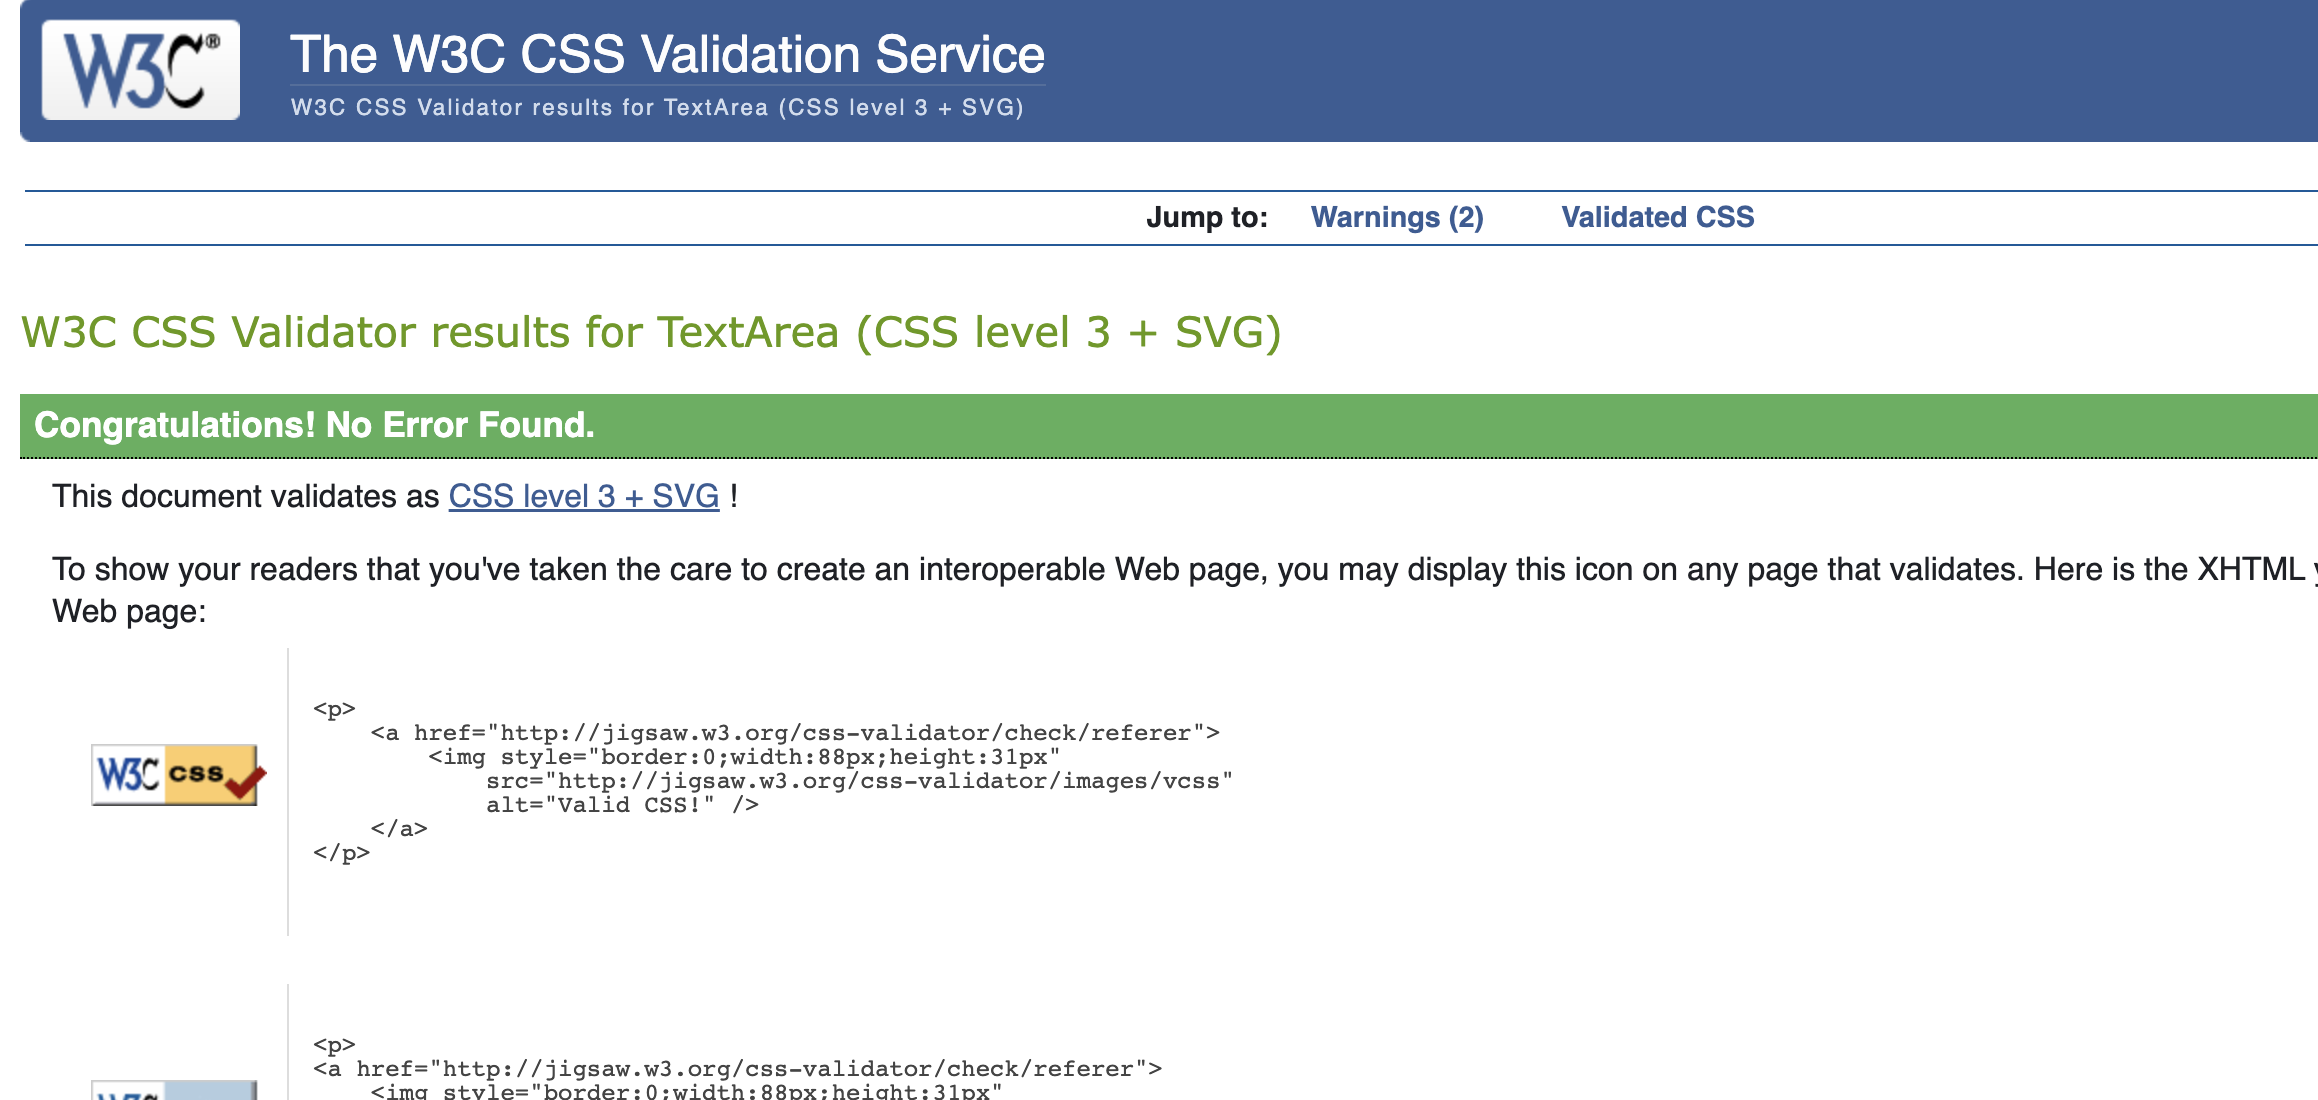 W3C®
The W3C CSS Validation Service
W3C CSS Validator results for TextArea (CSS level 3 + SVG)
Jump to: Warnings (2) Validated CSS
W3C CSS Validator results for TextArea (CSS level 3 + SVG)
Congratulations! No Error Found.
This document validates as CSS level 3 + SVG !
To show your readers that you've taken the care to create an interoperable Web page, you may display this icon on any page that validates. Here is the XHTML
Web page:
<p>
<a href="http://jigsaw.w3.org/css-validator/check/referer">
<img style="border:0;width:88px;height:31px"
src="http://jigsaw.w3.org/css-validator/images/vcss"
alt="Valid CSS!" />
</a>
</p>
W3C css
<p>
<a href="http://jigsaw.w3.org/css-validator/check/referer">
<img style="border:0;width:88px;height:31px"